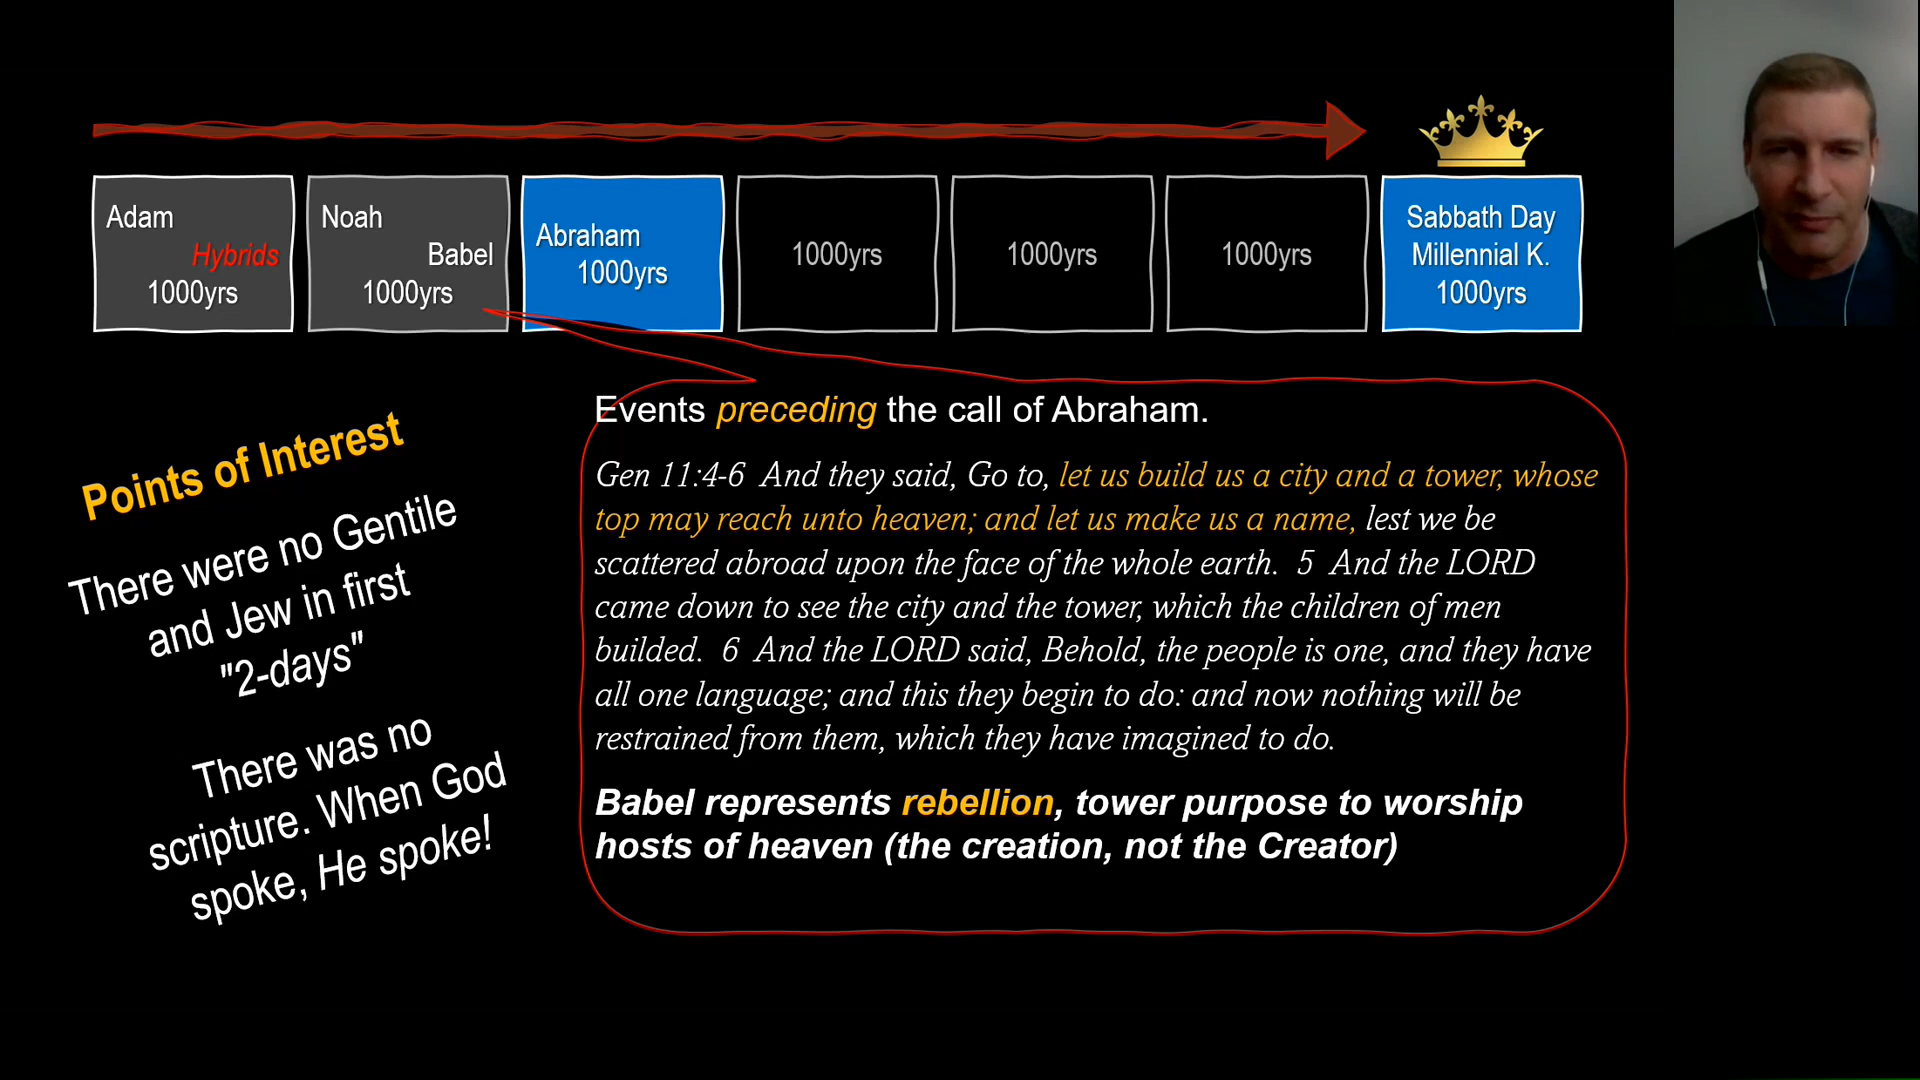 Adam
Hybrids
1000yrs
Noah
Babel
1000yrs
Abraham
1000yrs
1000yrs
1000yrs
1000yrs
Sabbath Day
Millennial K.
1000yrs
Points of Interest
There were no Gentile
and Jew in first
"2-days"
There was no
scripture. When God
spoke, He spoke!
Events preceding the call of Abraham.
Gen 11:4-6 And they said, Go to, let us build us a city and a tower, whose
top may reach unto heaven; and let us make us a name, lest we be
scattered abroad upon the face of the whole earth. 5 And the LORD
came down to see the city and the tower, which the children of men
builded. 6 And the LORD said, Behold, the people is one, and they have
all one language; and this they begin to do: and now nothing will be
restrained from them, which they have imagined to do.
Babel represents rebellion, tower purpose to worship
hosts of heaven (the creation, not the Creator)